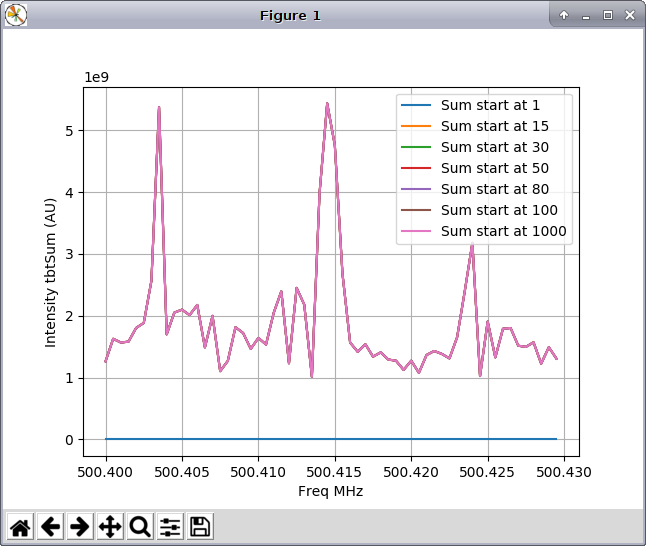 Figure 1
1e9
Sum start at 1
Sum start at 15
Sum start at 30
Sum start at 50
Sum start at 80
Sum start at 100
Sum start at 1000
5
4
3
2
1
0
Intensity tbtSum (AU)
500.400 500.405 500.410 500.415 500.420 500.425 500.430
Freq MHz